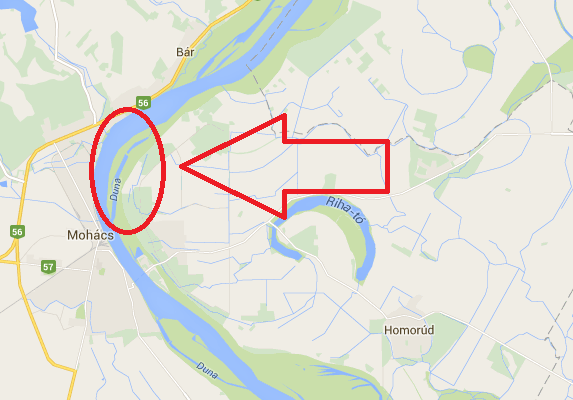 Bár
56
Duna
Riha-tó
56
Mohács
57
Homorúd
Duna